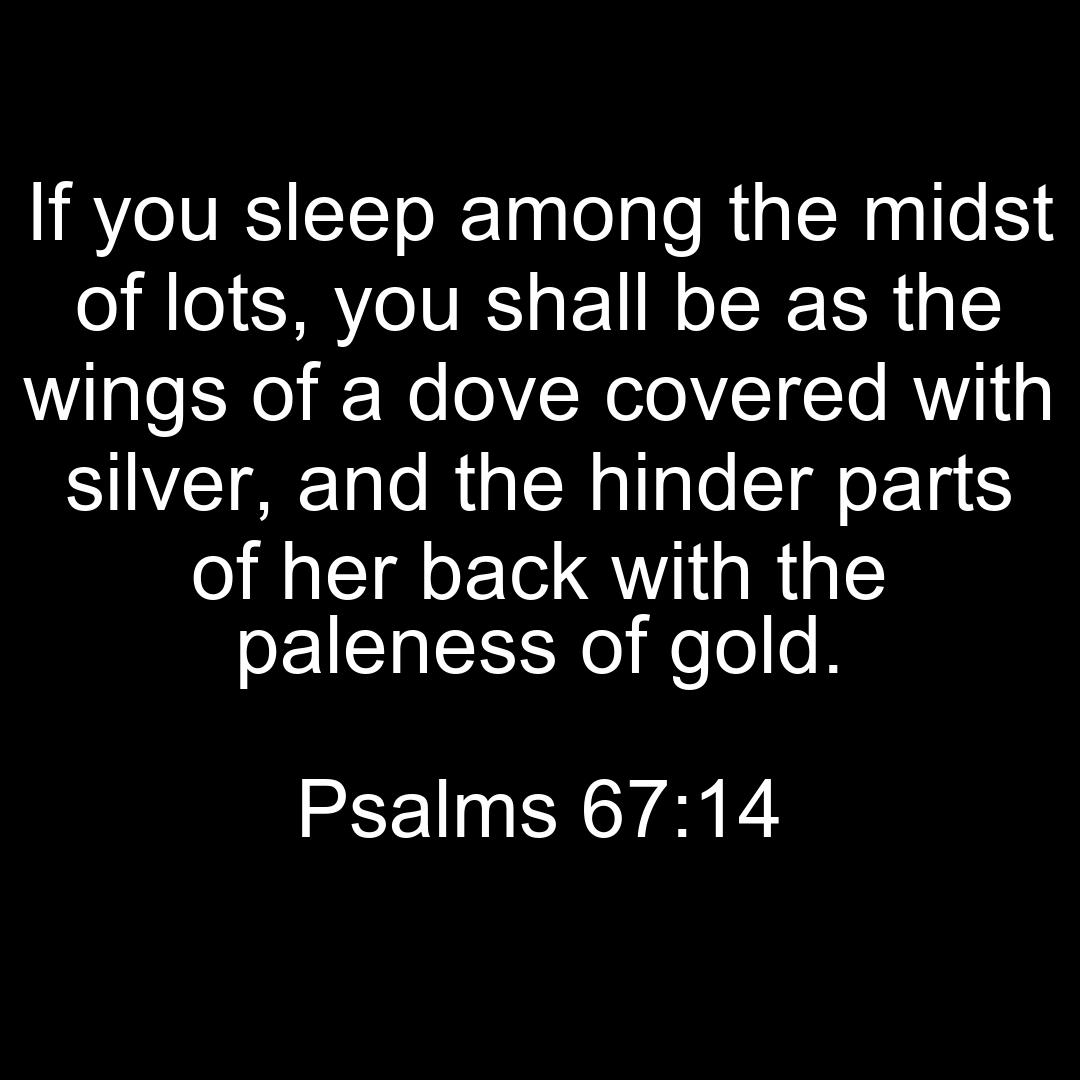 If you sleep among the midst
of lots, you shall be as the
wings of a dove covered with
silver, and the hinder parts
of her back with the
paleness of gold.
Psalms 67:14